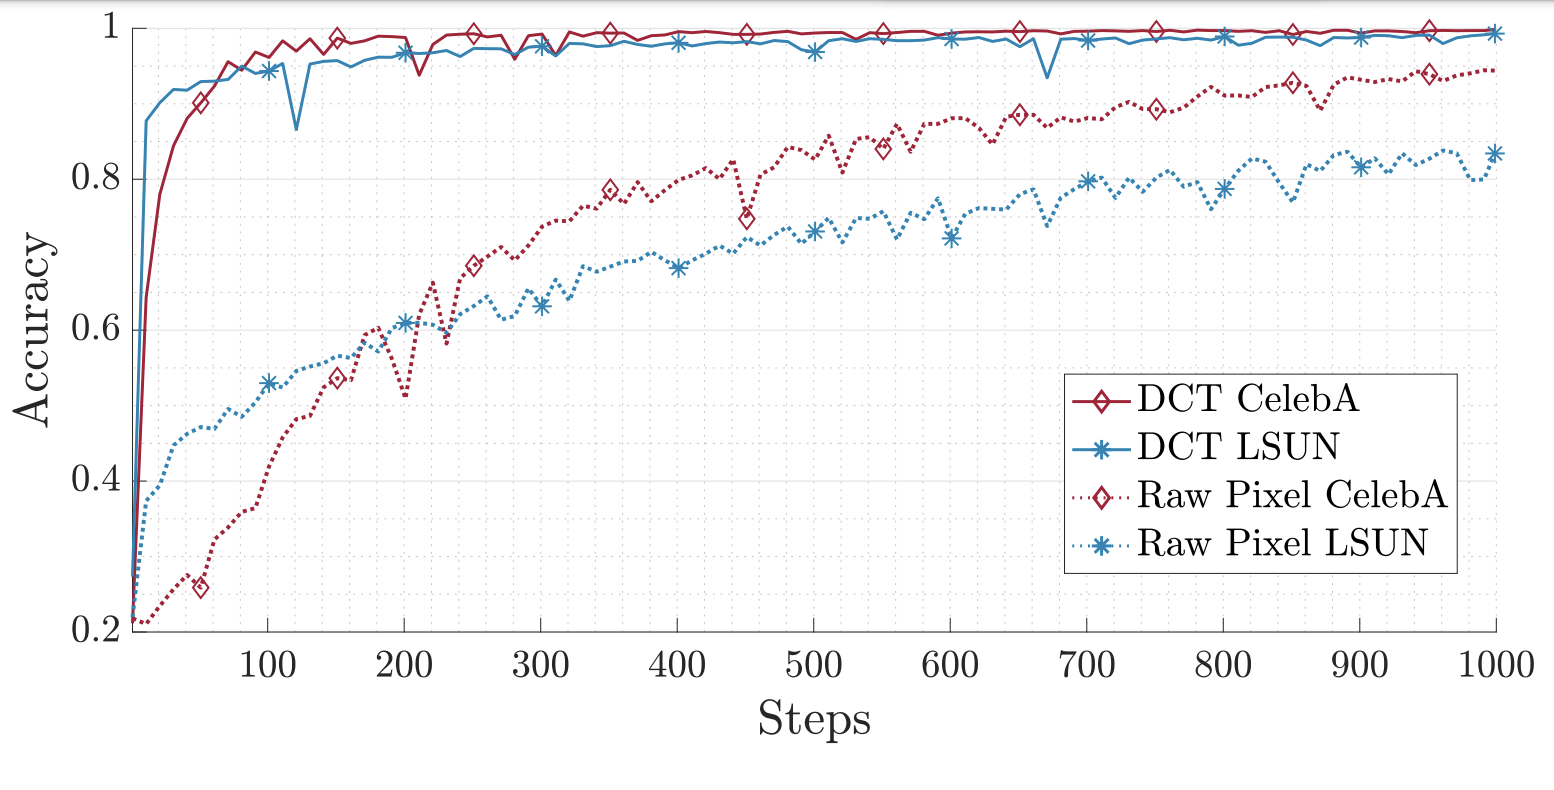 1
0.8
0.6
0.4
0.2
Accuracy
100 200 300 400 500 600 700 800 900 1000
Steps
DCT CelebA
DCT LSUN
Raw Pixel CelebA
Raw Pixel LSUN